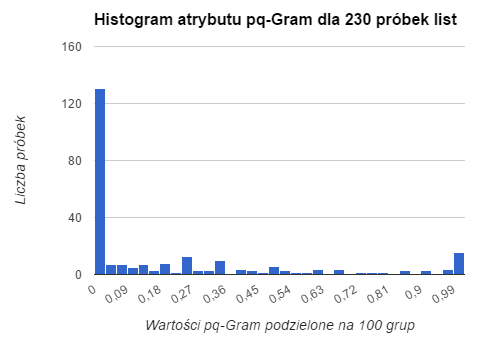 Histogram atrybutu pq-Gram dla 230 próbek list
160
120
80
40
0
Liczba próbek
0 0,09 0,18 0,27 0,36 0,45 0,54 0,63 0,72 0,81 0,9 0,99
Wartości pq-Gram podzielone na 100 grup